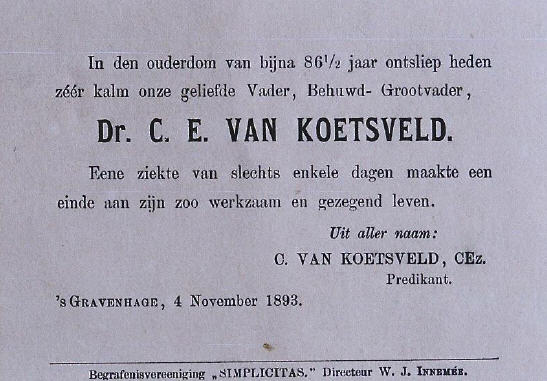 In den ouderdom van bijna 86¹/₂ jaar ontsliep heden
zéér kalm onze geliefde Vader, Behuwd- Grootvader,
Dr. C. E. VAN KOETSVELD.
Eene ziekte van slechts enkele dagen maakte een
einde aan zijn zoo werkzaam en gezegend leven.
Uit aller naam:
C. VAN KOETSVELD, CEz.
Predikant.
'sGRAVENHAGE, 4 November 1893.
Begrafenisvereeniging „SIMPLICITAS." Directeur W. J. INNEMÉE.